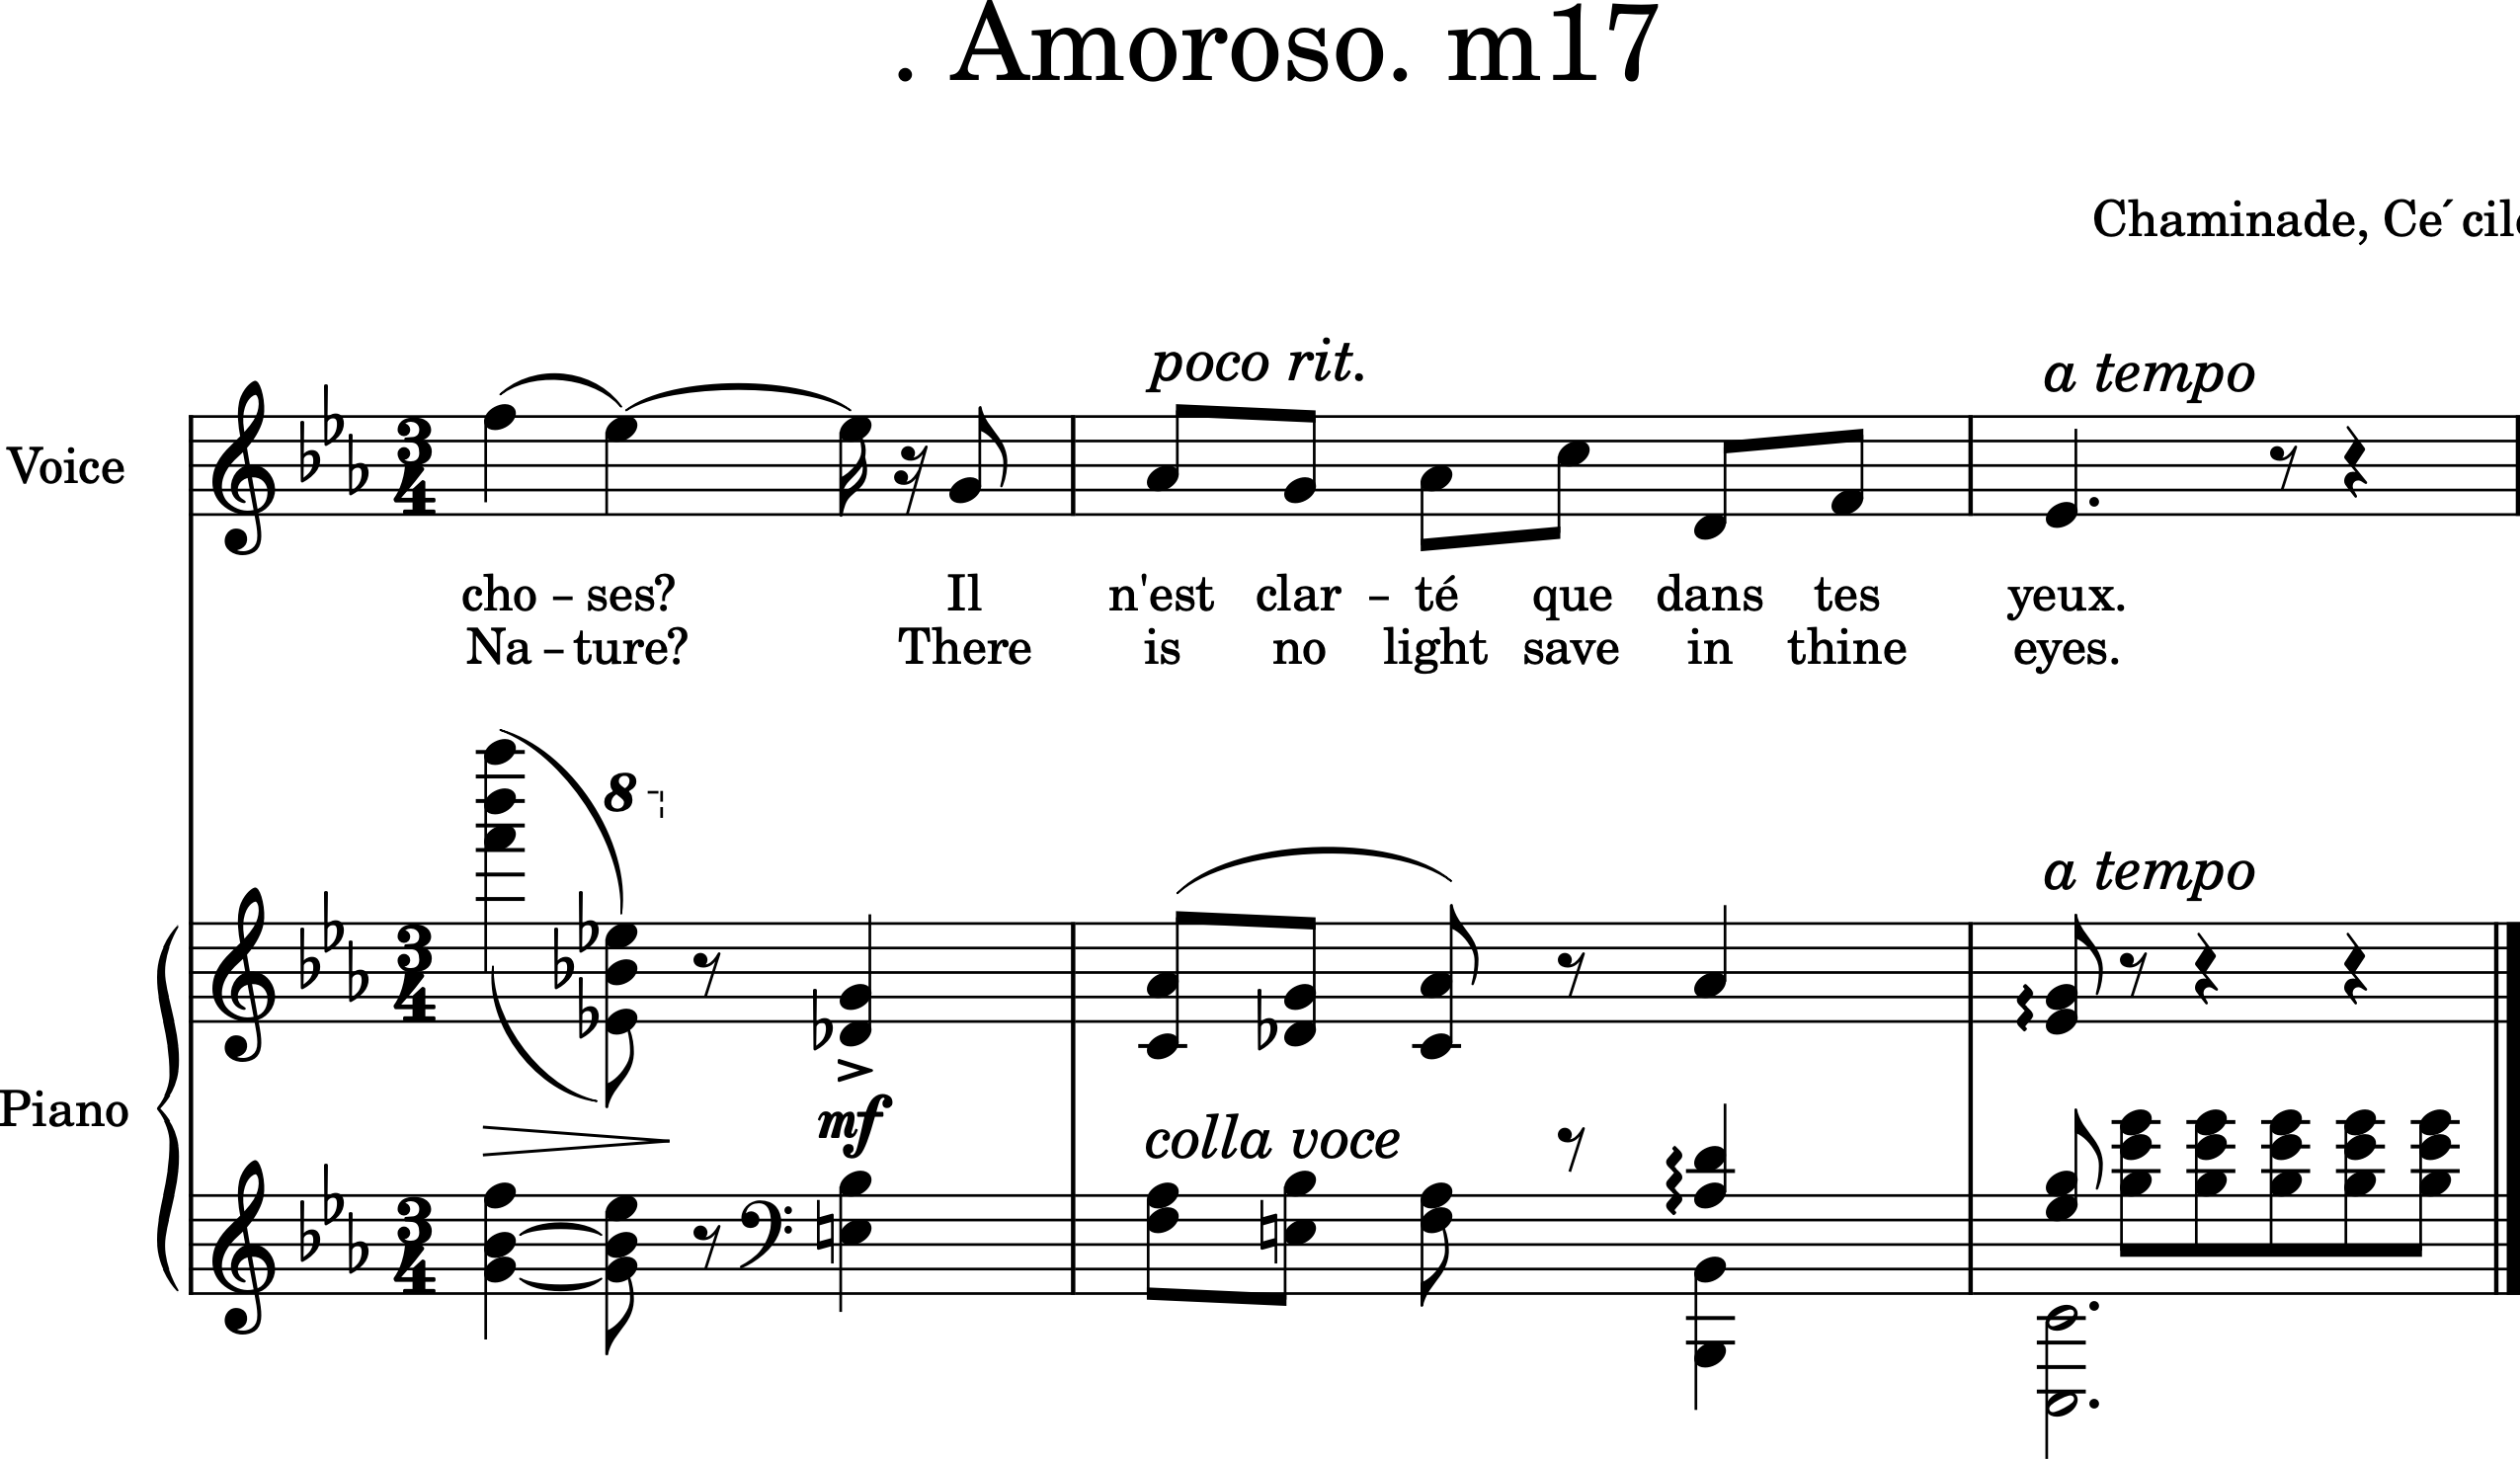 . Amoroso. m17
Chaminade, Ce´ cile
poco rit.
a tempo
Voice
cho – ses? Il n'est clar – té que dans tes yeux.
Na – ture? There is no light save in thine eyes.
8
a tempo
Piano
mf
colla voce